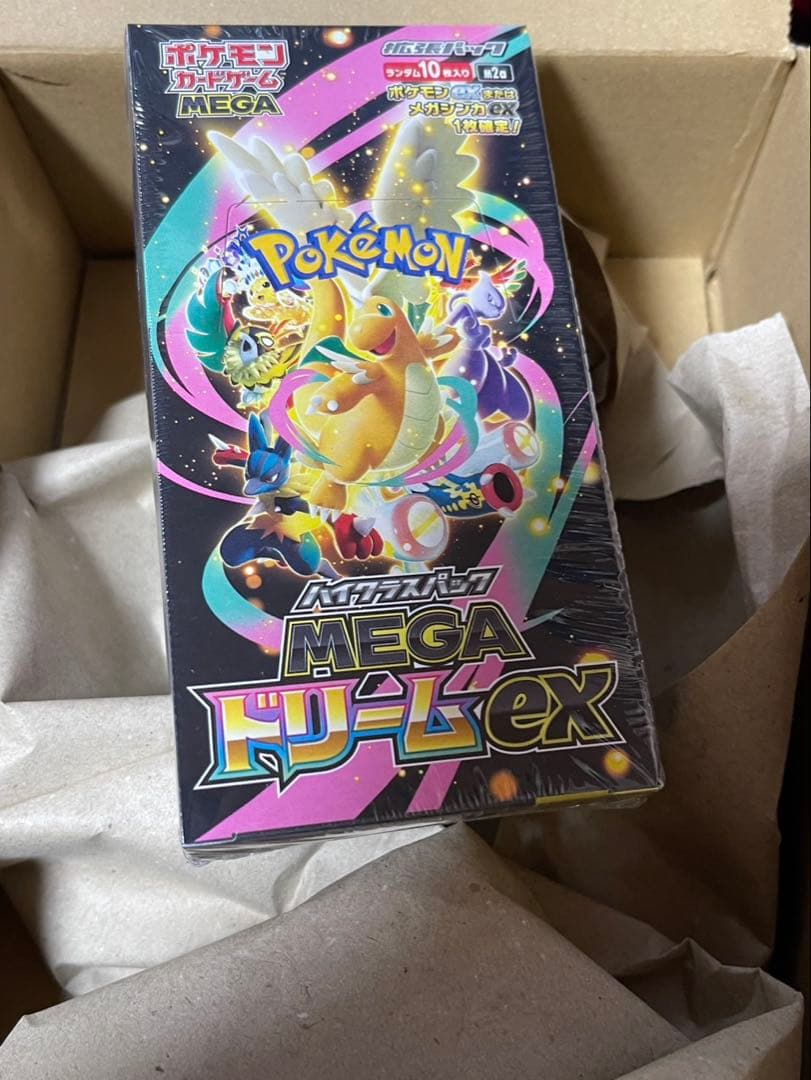 ポケモン
カードゲーム
MEGA
拡張パック
ランダム10枚入り
M2a
ポケモンexまたは
メガシンカex
1枚確定!
POKéMON
ハイクラスパック
MEGA
ドリームex